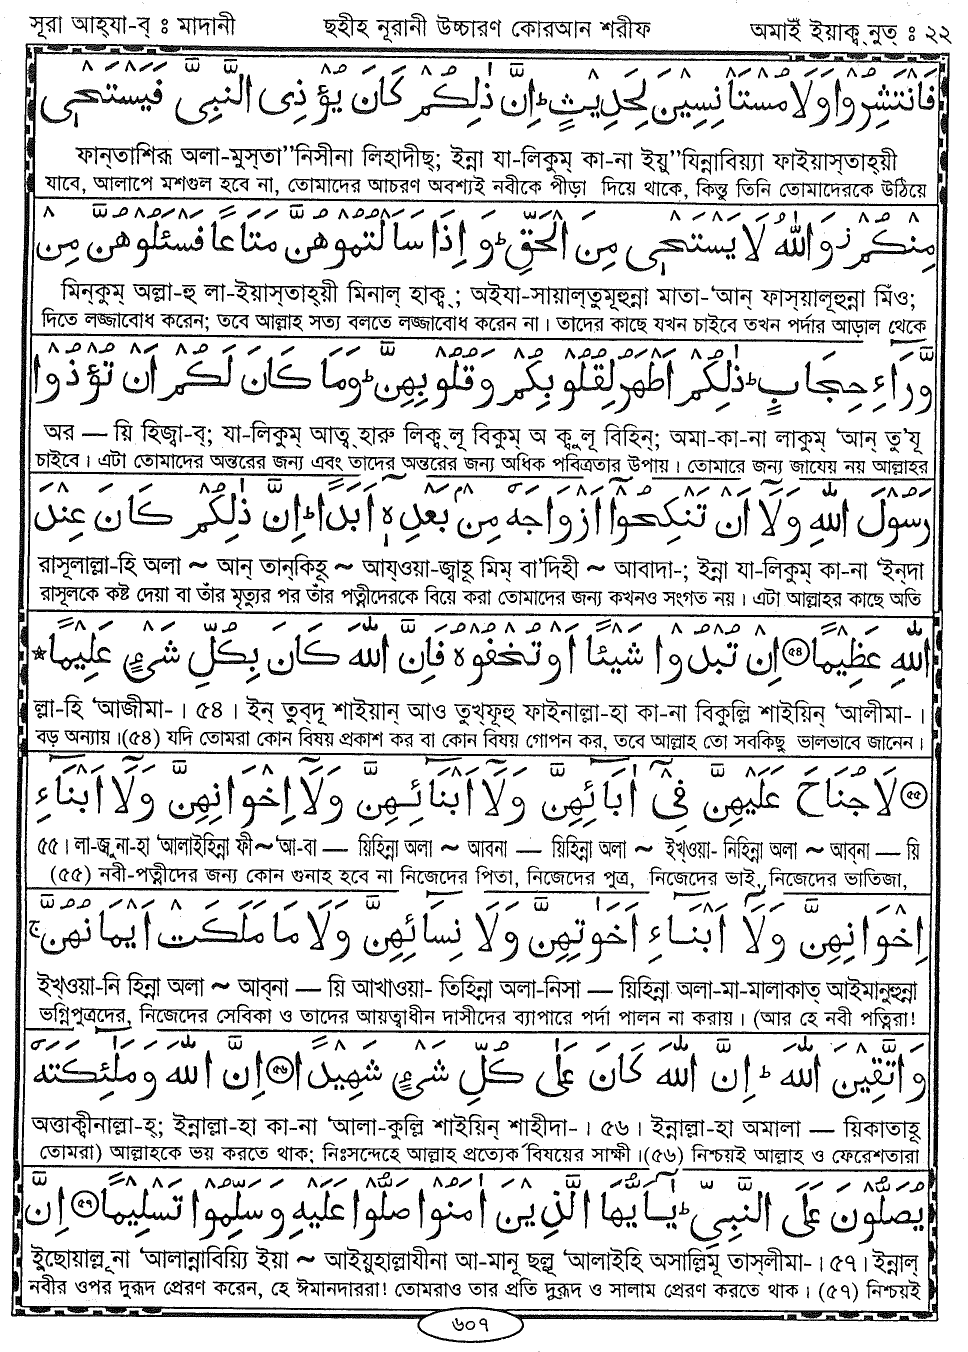 সূরা আহ্‌যা-ব্‌ : মাদানী ছহীহ নূরানী উচ্চারণ কোরআন শরীফ অমাইঁ ইয়াক্ব্‌নুত্‌ : ২২
فَانْتَشِرُوْا وَلَا مُسْتَاْنِسِيْنَ لِحَدِيْثٍ ؕ اِنَّ ذٰلِكُمْ كَانَ يُؤْذِى النَّبِىَّ فَيَسْتَحْىٖ
ফান্‌তাশিরূ অলা-মুস্‌তা''নিসীনা লিহাদীছ্‌; ইন্না যা-লিকুম্‌ কা-না ইয়ু''যিন্নাবিয়্যা ফাইয়াস্‌তাহ্‌য়ী
যাবে, আলাপে মশগুল হবে না, তোমাদের আচরণ অবশ্যই নবীকে পীড়া দিয়ে থাকে, কিন্তু তিনি তোমাদেরকে উঠিয়ে
مِنْكُمْ ز وَاللّٰهُ لَا يَسْتَحْىٖ مِنَ الْحَقِّ ؕ وَاِذَا سَاَلْتُمُوْهُنَّ مَتَاعًا فَسْئَلُوْهُنَّ مِنْ
মিন্‌কুম্‌ অল্লা-হু লা-ইয়াস্‌তাহ্‌য়ী মিনাল্‌ হাক্ব্‌; অইযা-সায়াল্‌তুমূহুন্না মাতা-'আন্‌ ফাস্‌য়ালূহুন্না মিঁও;
দিতে লজ্জাবোধ করেন; তবে আল্লাহ সত্য বলতে লজ্জাবোধ করেন না। তাদের কাছে যখন চাইবে তখন পর্দার আড়াল থেকে
وَّرَآءِ حِجَابٍ ؕ ذٰلِكُمْ اَطْهَرُ لِقُلُوْبِكُمْ وَقُلُوْبِهِنَّ ؕ وَمَا كَانَ لَكُمْ اَنْ تُؤْذُوْا
অর — য়ি হিজ্বা-ব্‌; যা-লিকুম্‌ আত্ব্‌হারু লিক্বুলূ বিকুম্‌ অ ক্বুলূ বিহিন্‌; অমা-কা-না লাকুম্‌ 'আন্‌ তু'যূ
চাইবে। এটা তোমাদের অন্তরের জন্য এবং তাদের অন্তরের জন্য অধিক পবিত্রতার উপায়। তোমারে জন্য জাযেয় নয় আল্লাহর
رَسُوْلَ اللّٰهِ وَلَآ اَنْ تَنْكِحُوْٓا اَزْوَاجَهٗ مِنْۢ بَعْدِهٖٓ اَبَدًا ؕ اِنَّ ذٰلِكُمْ كَانَ عِنْدَ
রাসূলাল্লা-হি অলা ~ আন্‌ তান্‌কিহূ ~ আয্‌ওয়া-জ্বাহূ মিম্‌ বা'দিহী ~ আবাদা-; ইন্না যা-লিকুম্‌ কা-না 'ইন্‌দা
রাসূলকে কষ্ট দেয়া বা তাঁর মৃত্যুর পর তাঁর পত্নীদেরকে বিয়ে করা তোমাদের জন্য কখনও সংগত নয়। এটা আল্লাহর কাছে অতি
اللّٰهِ عَظِيْمًا ۝৫৪ اِنْ تُبْدُوْا شَيْئًا اَوْ تُخْفُوْهُ فَاِنَّ اللّٰهَ كَانَ بِكُلِّ شَىْءٍ عَلِيْمًا ★
ল্লা-হি 'আজীমা-। ৫৪। ইন্‌ তুব্‌দূ শাইয়ান্‌ আও তুখ্‌ফূহু ফাইনাল্লা-হা কা-না বিকুল্লি শাইয়িন্‌ 'আলীমা-।
বড় অন্যায়।(৫৪) যদি তোমরা কোন বিষয় প্রকাশ কর বা কোন বিষয় গোপন কর, তবে আল্লাহ তো সবকিছু ভালভাবে জানেন।
۝৫৫ لَا جُنَاحَ عَلَيْهِنَّ فِىْٓ اٰبَآئِهِنَّ وَلَآ اَبْنَآئِهِنَّ وَلَآ اِخْوَانِهِنَّ وَلَآ اَبْنَآءِ
৫৫। লা-জুনা-হা 'আলাইহিন্না ফী~'আ-বা — য়িহিন্না অলা ~ আবনা — য়িহিন্না অলা ~ ইখ্‌ওয়া- নিহিন্না অলা ~ আব্‌না — য়ি
(৫৫) নবী-পত্নীদের জন্য কোন গুনাহ হবে না নিজেদের পিতা, নিজেদের পুত্র, নিজেদের ভাই, নিজেদের ভাতিজা,
اِخْوَانِهِنَّ وَلَآ اَبْنَآءِ اَخَوٰتِهِنَّ وَلَا نِسَآئِهِنَّ وَلَا مَا مَلَكَتْ اَيْمَانُهُنَّ ج
ইখ্‌ওয়া-নি হিন্না অলা ~ আব্‌না — য়ি আখাওয়া- তিহিন্না অলা-নিসা — য়িহিন্না অলা-মা-মালাকাত্‌ আইমানুহুন্না
ভগ্নিপুত্রদের, নিজেদের সেবিকা ও তাদের আয়ত্বাধীন দাসীদের ব্যাপারে পর্দা পালন না করায়। (আর হে নবী পত্নিরা!
وَاتَّقِيْنَ اللّٰهَ ؕ اِنَّ اللّٰهَ كَانَ عَلٰى كُلِّ شَىْءٍ شَهِيْدًا ۝৫৬ اِنَّ اللّٰهَ وَمَلٰٓئِكَتَهٗ
অত্তাক্বীনাল্লা-হ্‌; ইন্নাল্লা-হা কা-না 'আলা-কুল্লি শাইয়িন্‌ শাহীদা-। ৫৬। ইন্নাল্লা-হা অমালা — য়িকাতাহূ
তোমরা) আল্লাহকে ভয় করতে থাক; নিঃসন্দেহে আল্লাহ প্রত্যেক বিষয়ের সাক্ষী।(৫৬) নিশ্চয়ই আল্লাহ ও ফেরেশতারা
يُصَلُّوْنَ عَلَى النَّبِىِّ ؕ يٰٓاَيُّهَا الَّذِيْنَ اٰمَنُوْا صَلُّوْا عَلَيْهِ وَسَلِّمُوْا تَسْلِيْمًا ۝৫৭ اِنَّ
ইুছোয়াল্লূনা 'আলান্নাবিয়্যি ইয়া ~ আইয়ুহাল্লাযীনা আ-মানূ ছল্লূ 'আলাইহি অসাল্লিমূ তাস্‌লীমা-। ৫৭। ইন্নাল্‌
নবীর ওপর দুরূদ প্রেরণ করেন, হে ঈমানদাররা! তোমরাও তার প্রতি দুরূদ ও সালাম প্রেরণ করতে থাক। (৫৭) নিশ্চয়ই
৬০৭